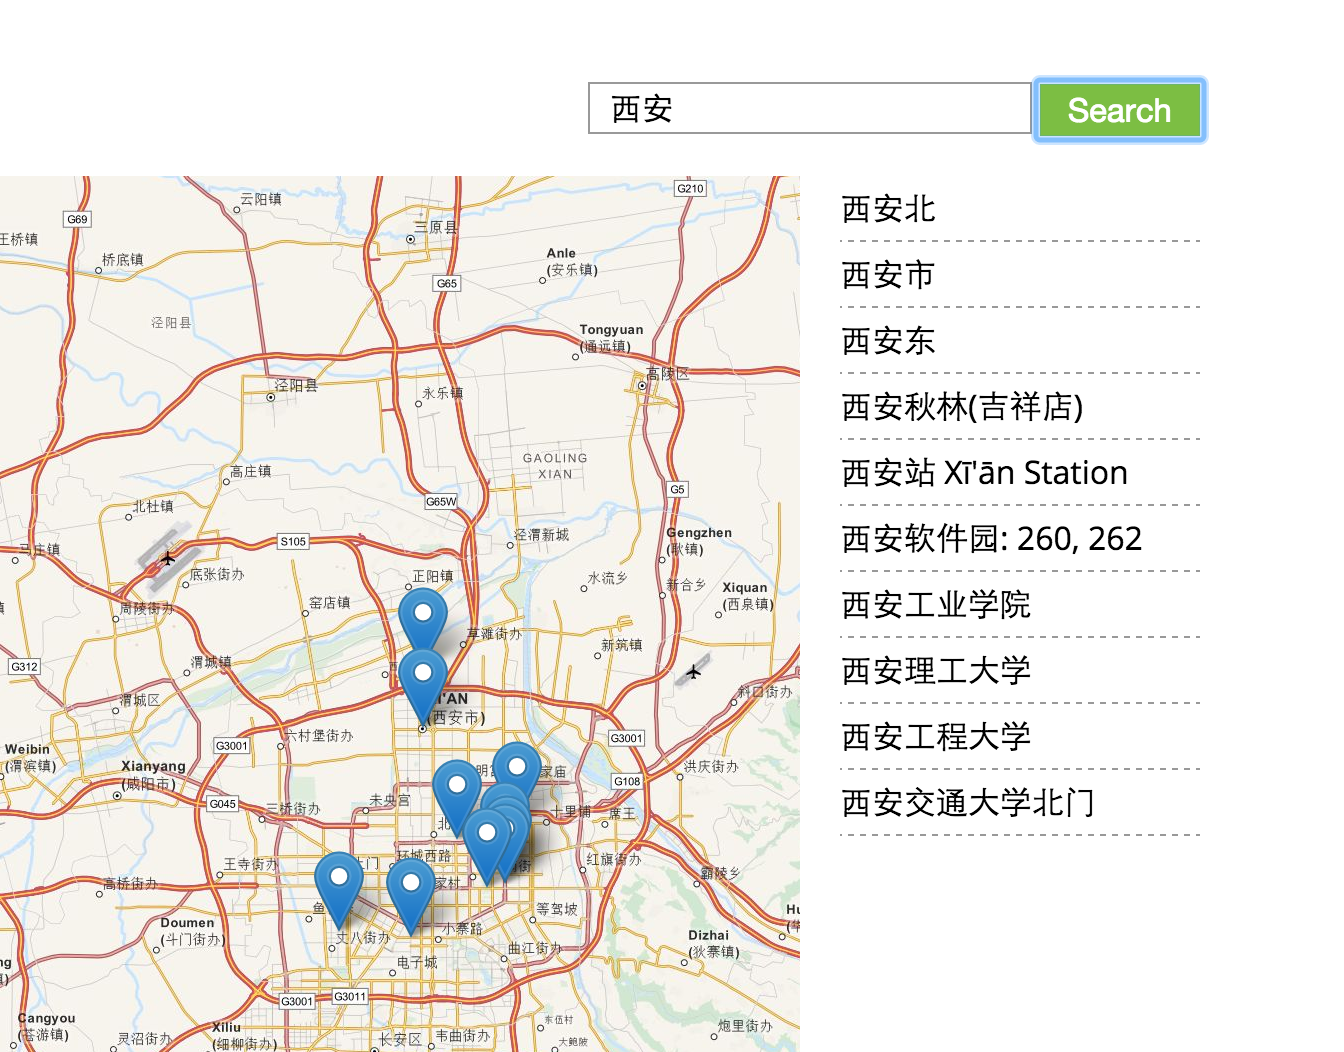 西安
Search
西安北
西安市
西安东
西安秋林(吉祥店)
西安站 Xī'ān Station
西安软件园: 260, 262
西安工业学院
西安理工大学
西安工程大学
西安交通大学北门
G210
云阳镇
G69
三原县
王桥镇
桥底镇
Anle
(安乐镇)
G65
泾阳县
Tongyuan
(通远镇)
高陵区
泾阳县
永乐镇
GAOLING
XIAN
高庄镇
G5
G65W
北杜镇
S105
泾渭新城
Gengzhen
(耿镇)
马庄镇
底张街办
正阳镇
水流乡
新合乡
Xiquan
(西泉镇)
周陵街办
窑店镇
草滩街办
新筑镇
G312
渭城镇
渭城区
I'AN
(西安市)
斜口街办
G3001
六村堡街办
G3001
Weibin
(渭滨镇)
Xianyang
(咸阳市)
家庙
洪庆街办
G108
G045
三桥街办
未央宫
十里铺
席王
北
王寺街办
环城西路
红旗街办
高桥街办
家村
霸陵乡
鱼
等驾坡
Doumen
(斗门街办)
丈八街办
小寨路
曲江街办
Dizhai
(狄寨镇)
电子城
G3001
G3011
Cangyou
(苍游镇)
灵沼街办
Xiliu
(细柳街办)
长安区
韦曲街办
东伍村
大鲍陂
炮里街办